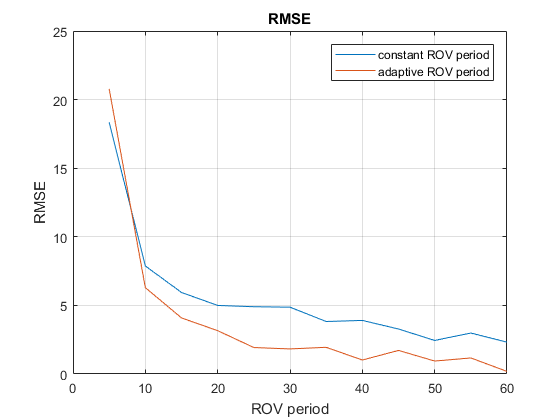 RMSE
25
constant ROV period
adaptive ROV period
20
15
RMSE
10
5
0
0 10 20 30 40 50 60
ROV period